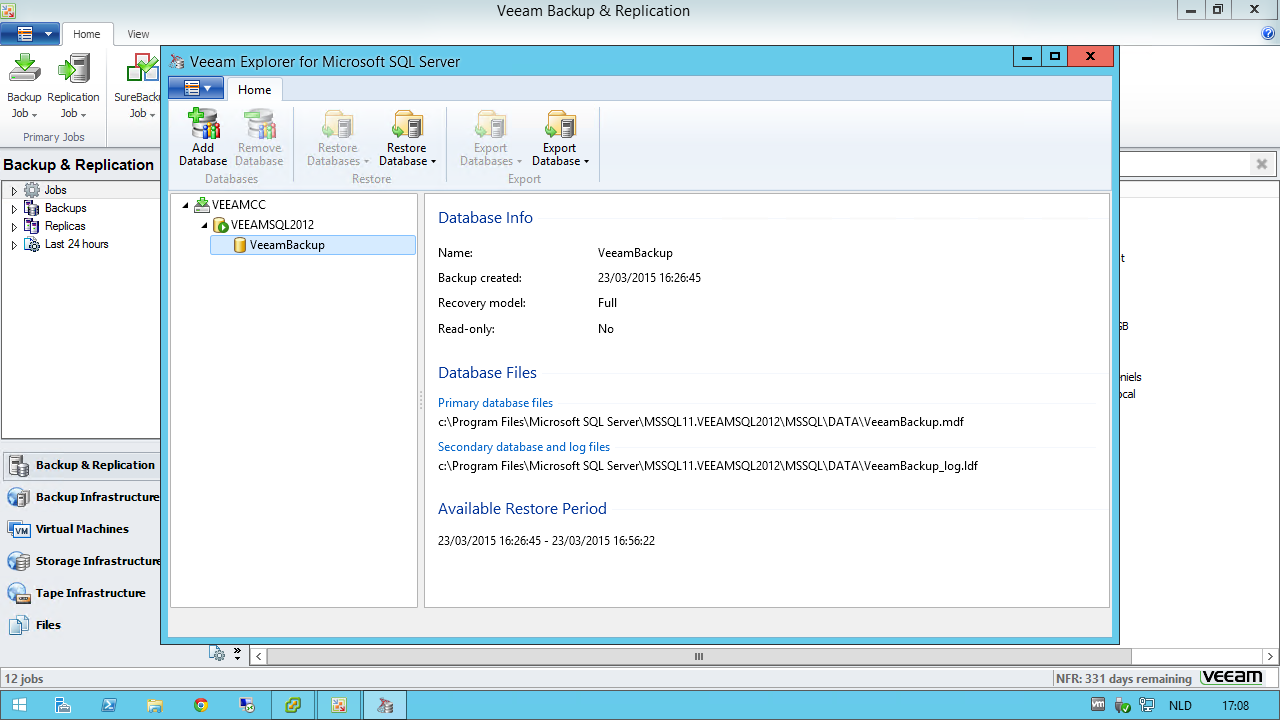 Veeam Backup & Replication
Home
View
Backup Job
Replication Job
SureBackup Job
Primary Jobs
Backup & Replication
Jobs
Backups
Replicas
Last 24 hours
Backup & Replication
Backup Infrastructure
Virtual Machines
Storage Infrastructure
Tape Infrastructure
Files
Veeam Explorer for Microsoft SQL Server
Home
Add Database
Remove Database
Databases
Restore Databases
Restore Database
Restore
Export Databases
Export Database
Export
VEEAMCC
VEEAMSQL2012
VeeamBackup
Database Info
Name: VeeamBackup
Backup created: 23/03/2015 16:26:45
Recovery model: Full
Read-only: No
Database Files
Primary database files
c:\Program Files\Microsoft SQL Server\MSSQL11.VEEAMSQL2012\MSSQL\DATA\VeeamBackup.mdf
Secondary database and log files
c:\Program Files\Microsoft SQL Server\MSSQL11.VEEAMSQL2012\MSSQL\DATA\VeeamBackup_log.ldf
Available Restore Period
23/03/2015 16:26:45 - 23/03/2015 16:56:22
12 jobs
NFR: 331 days remaining
veeam
vm
NLD
17:08